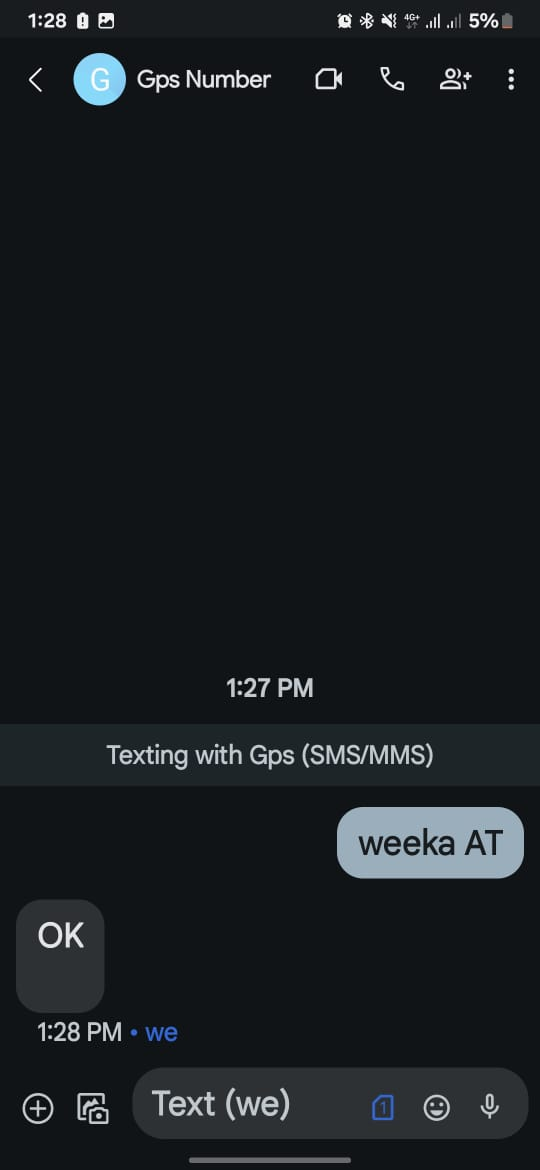 1:28 4G+ 5%
G Gps Number
1:27 PM
Texting with Gps (SMS/MMS)
weeka AT
OK
1:28 PM • we
Text (we) 1